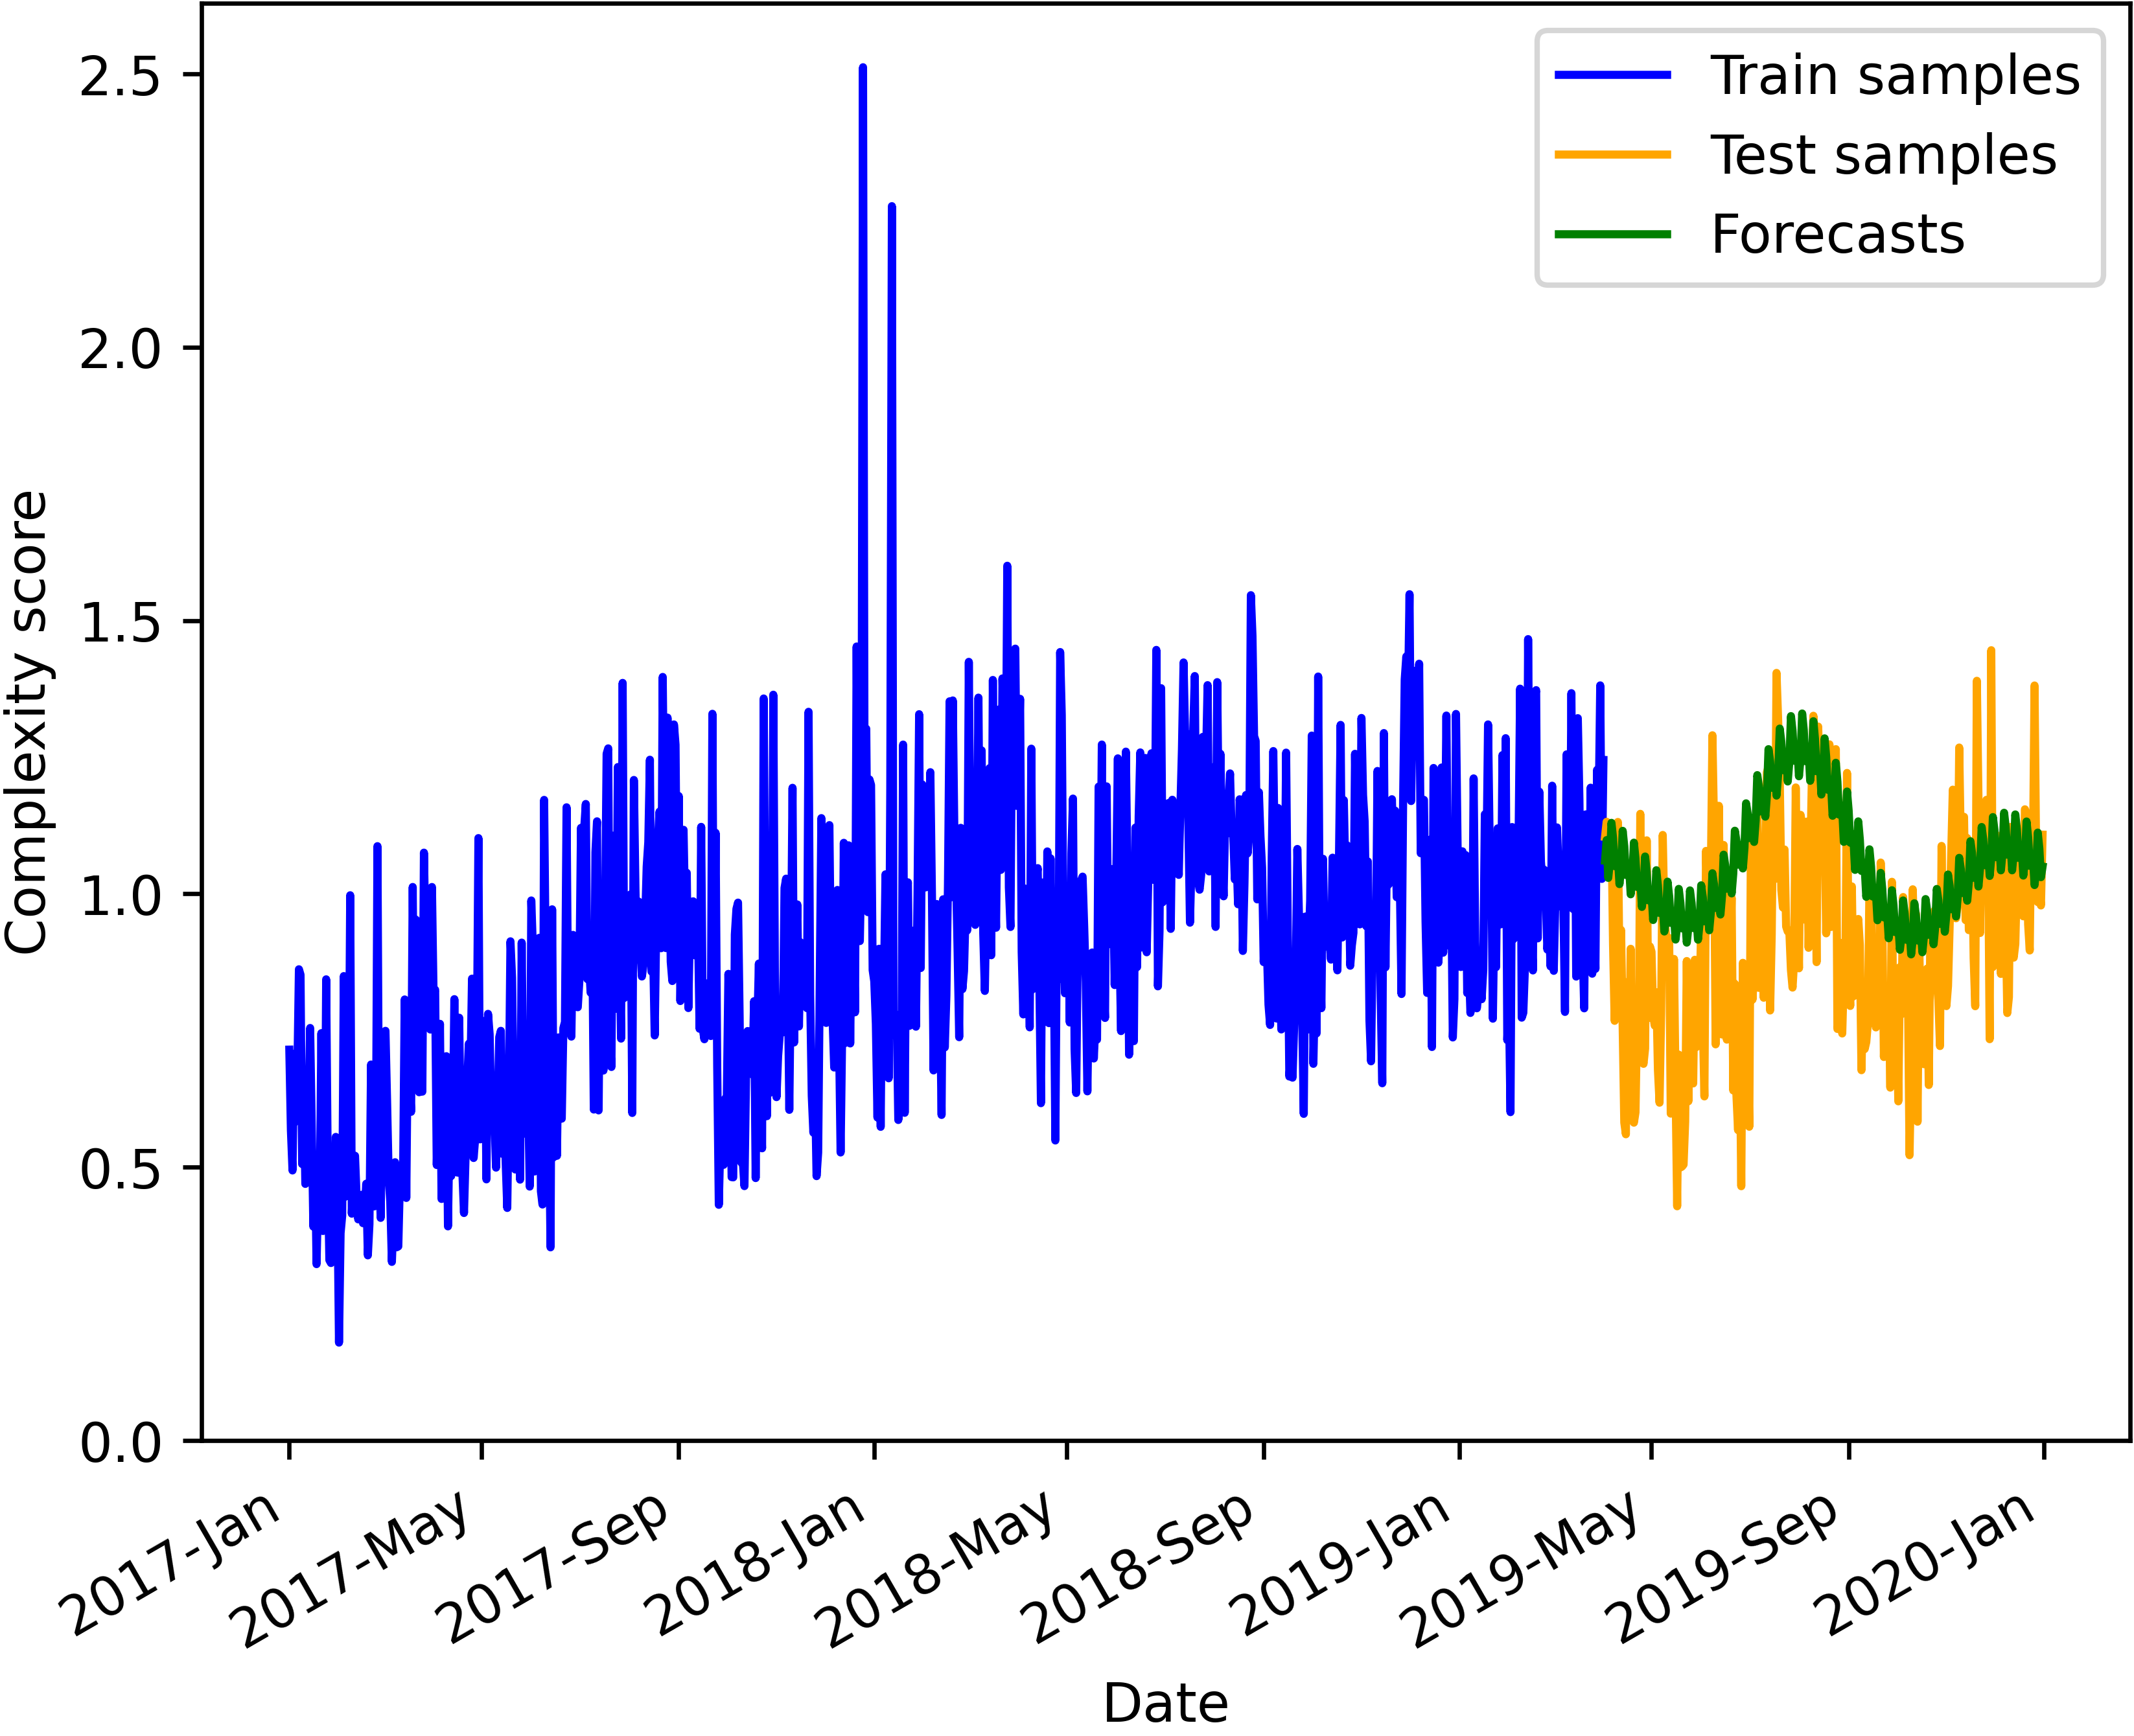 2.5
2.0
1.5
1.0
0.5
0.0
Complexity score
Train samples
Test samples
Forecasts
2017-Jan
2017-May
2017-Sep
2018-Jan
2018-May
2018-Sep
2019-Jan
2019-May
2019-Sep
2020-Jan
Date